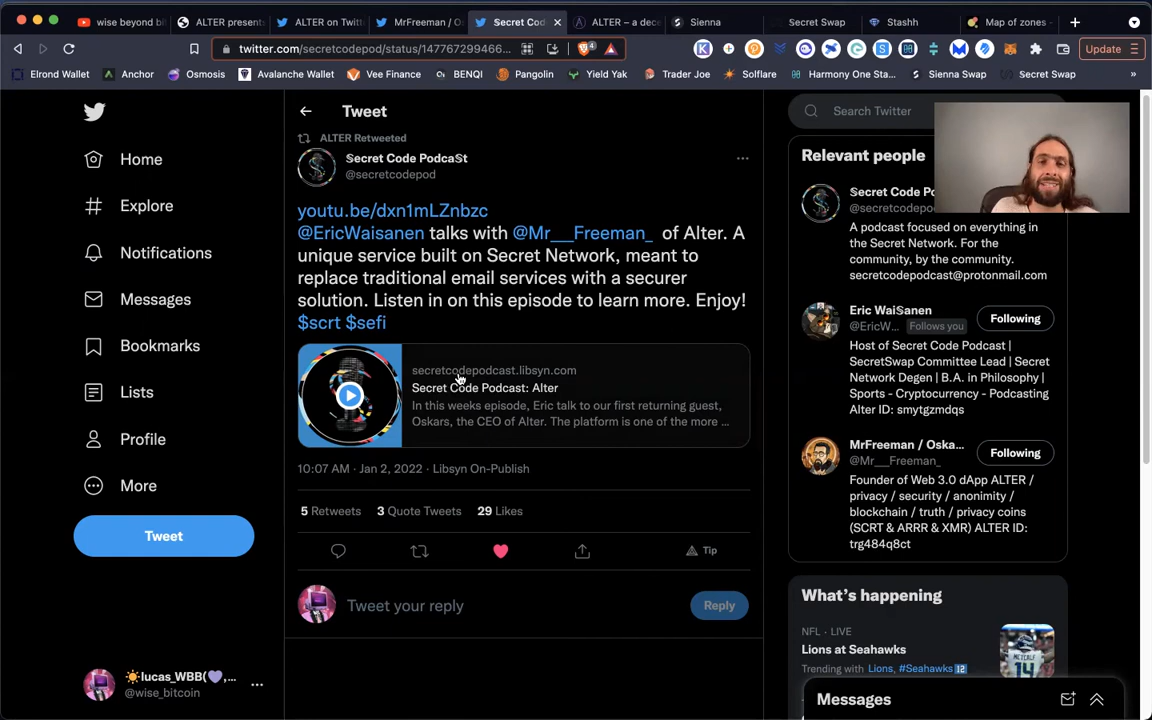 wise beyond bit
ALTER present
ALTER on Twitt
MrFreeman / O
Secret Cod
ALTER – a dec
Sienna
Secret Swap
Stashh
Map of zones
twitter.com/secretcodepod/status/147767299466...
4
Update
Elrond Wallet
Anchor
Osmosis
Avalanche Wallet
Vee Finance
BENQI
Pangolin
Yield Yak
Trader Joe
Solflare
Harmony One Sta...
Sienna Swap
Secret Swap
»
Home
Explore
Notifications
Messages
Bookmarks
Lists
Profile
More
Tweet
☀️lucas_WBB(💜,...
@wise_bitcoin
Tweet
ALTER Retweeted
Secret Code PodcaSt
@secretcodepod
youtu.be/dxn1mLZnbzc
@EricWaisanen talks with @Mr__Freeman_ of Alter. A
unique service built on Secret Network, meant to
replace traditional email services with a securer
solution. Listen in on this episode to learn more. Enjoy!
$scrt $sefi
secretcodepodcast.libsyn.com
Secret Code Podcast: Alter
In this weeks episode, Eric talk to our first returning guest,
Oskars, the CEO of Alter. The platform is one of the more ...
10:07 AM · Jan 2, 2022 · Libsyn On-Publish
5 Retweets 3 Quote Tweets 29 Likes
Tip
Tweet your reply
Reply
Search Twitter
Relevant people
Secret Code Po
@secretcodepod
A podcast focused on everything in
the Secret Network. For the
community, by the community.
secretcodepodcast@protonmail.com
Eric WaiSanen
@EricW... Follows you
Following
Host of Secret Code Podcast |
SecretSwap Committee Lead | Secret
Network Degen | B.A. in Philosophy |
Sports - Cryptocurrency - Podcasting
Alter ID: smytgzmdqs
MrFreeman / Oska...
@Mr__Freeman_
Following
Founder of Web 3.0 dApp ALTER /
privacy / security / anonimity /
blockchain / truth / privacy coins
(SCRT & ARRR & XMR) ALTER ID:
trg484q8ct
What's happening
NFL · LIVE
Lions at Seahawks
Trending with Lions, #Seahawks
METCALF
14
Messages